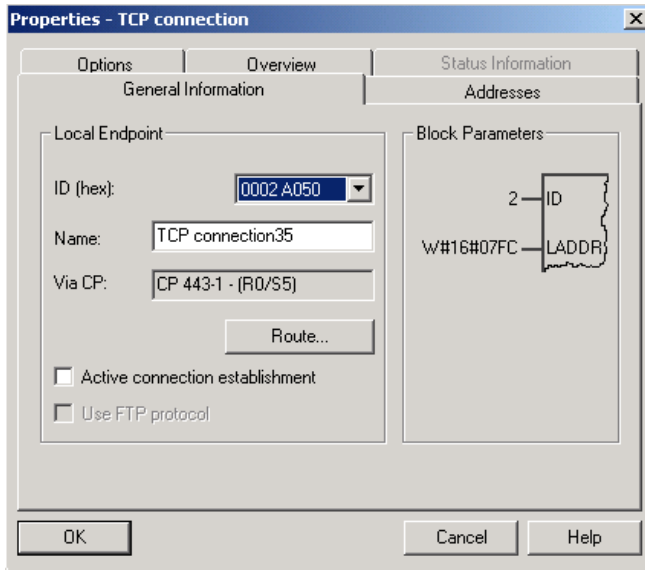 Properties - TCP connection
Options
Overview
Status Information
General Information
Addresses
Local Endpoint
ID (hex):
0002 A050
Name:
TCP connection35
Via CP:
CP 443-1 - (R0/S5)
Route...
Active connection establishment
Use FTP protocol
Block Parameters
2
ID
W#16#07FC
LADDR
OK
Cancel
Help